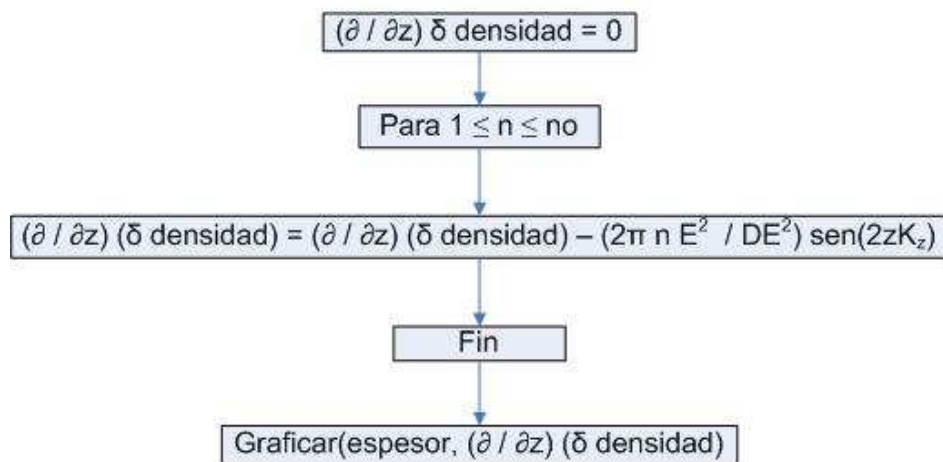 (∂ / ∂z) δ densidad = 0
Para 1 ≤ n ≤ no
(∂ / ∂z) (δ densidad) = (∂ / ∂z) (δ densidad) – (2π n E² / DE²) sen(2zK_z)
Fin
Graficar(espesor, (∂ / ∂z) (δ densidad)